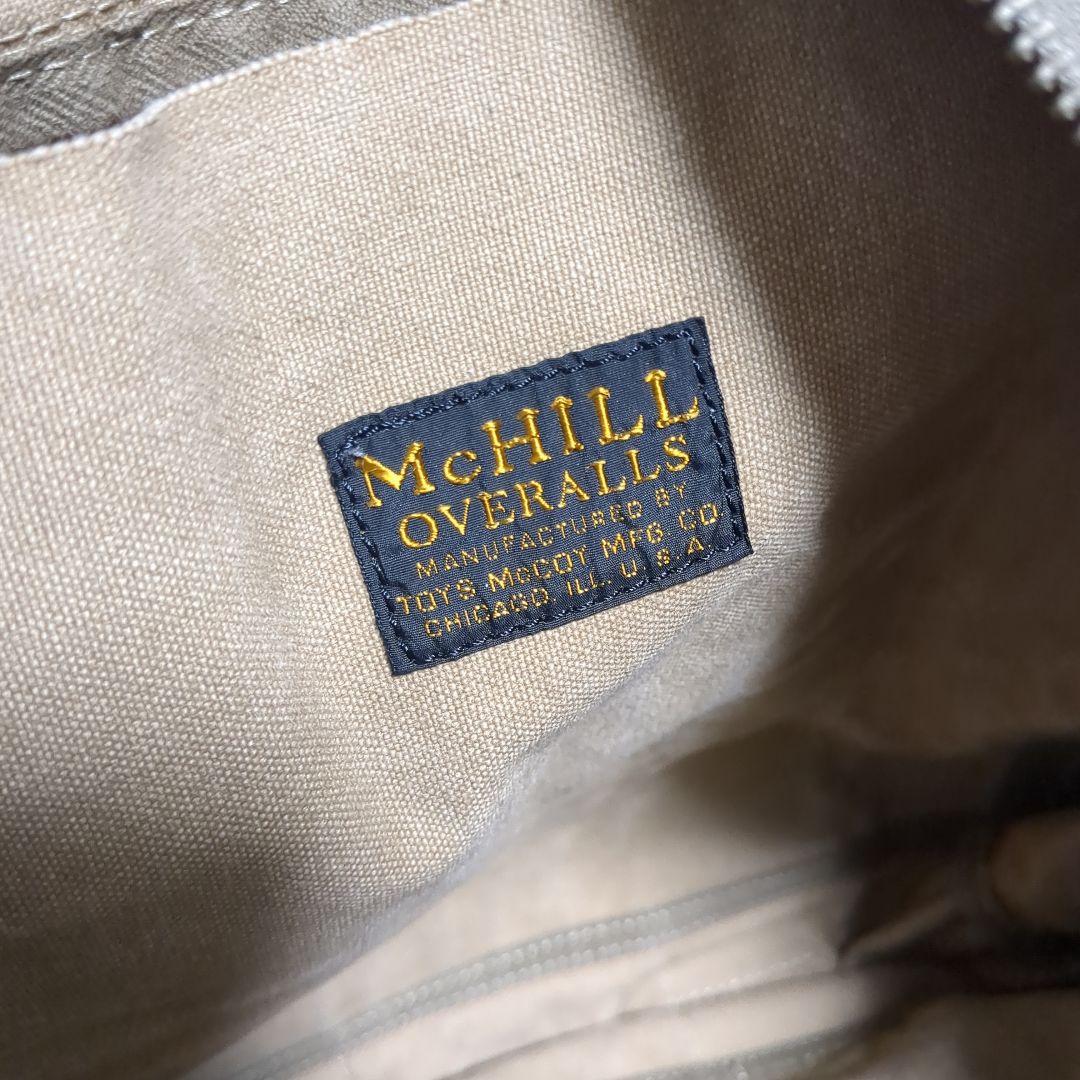 McHILL
OVERALLS
MANUFACTURED BY
TOYS McCOY MFG CO.
CHICAGO, ILL. U.S.A.